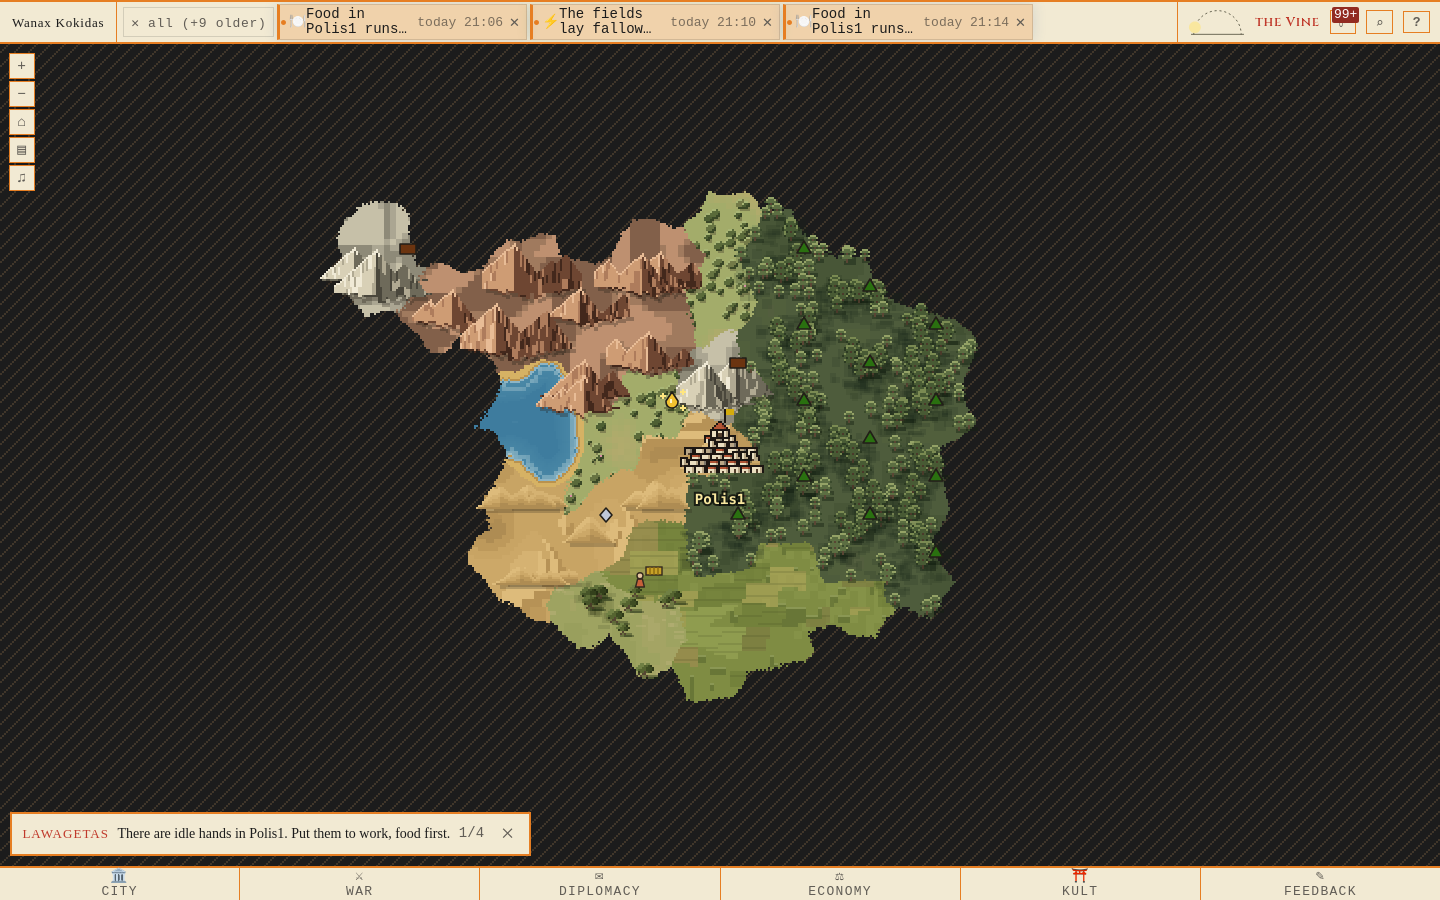 Wanax Kokidas
× all (+9 older)
Food in
Polis1 runs…
today 21:06 ×
The fields
lay fallow…
today 21:10 ×
Food in
Polis1 runs…
today 21:14 ×
THE VINE
99+
?
Polis1
LAWAGETAS There are idle hands in Polis1. Put them to work, food first. 1/4 ×
CITY
WAR
DIPLOMACY
ECONOMY
KULT
FEEDBACK